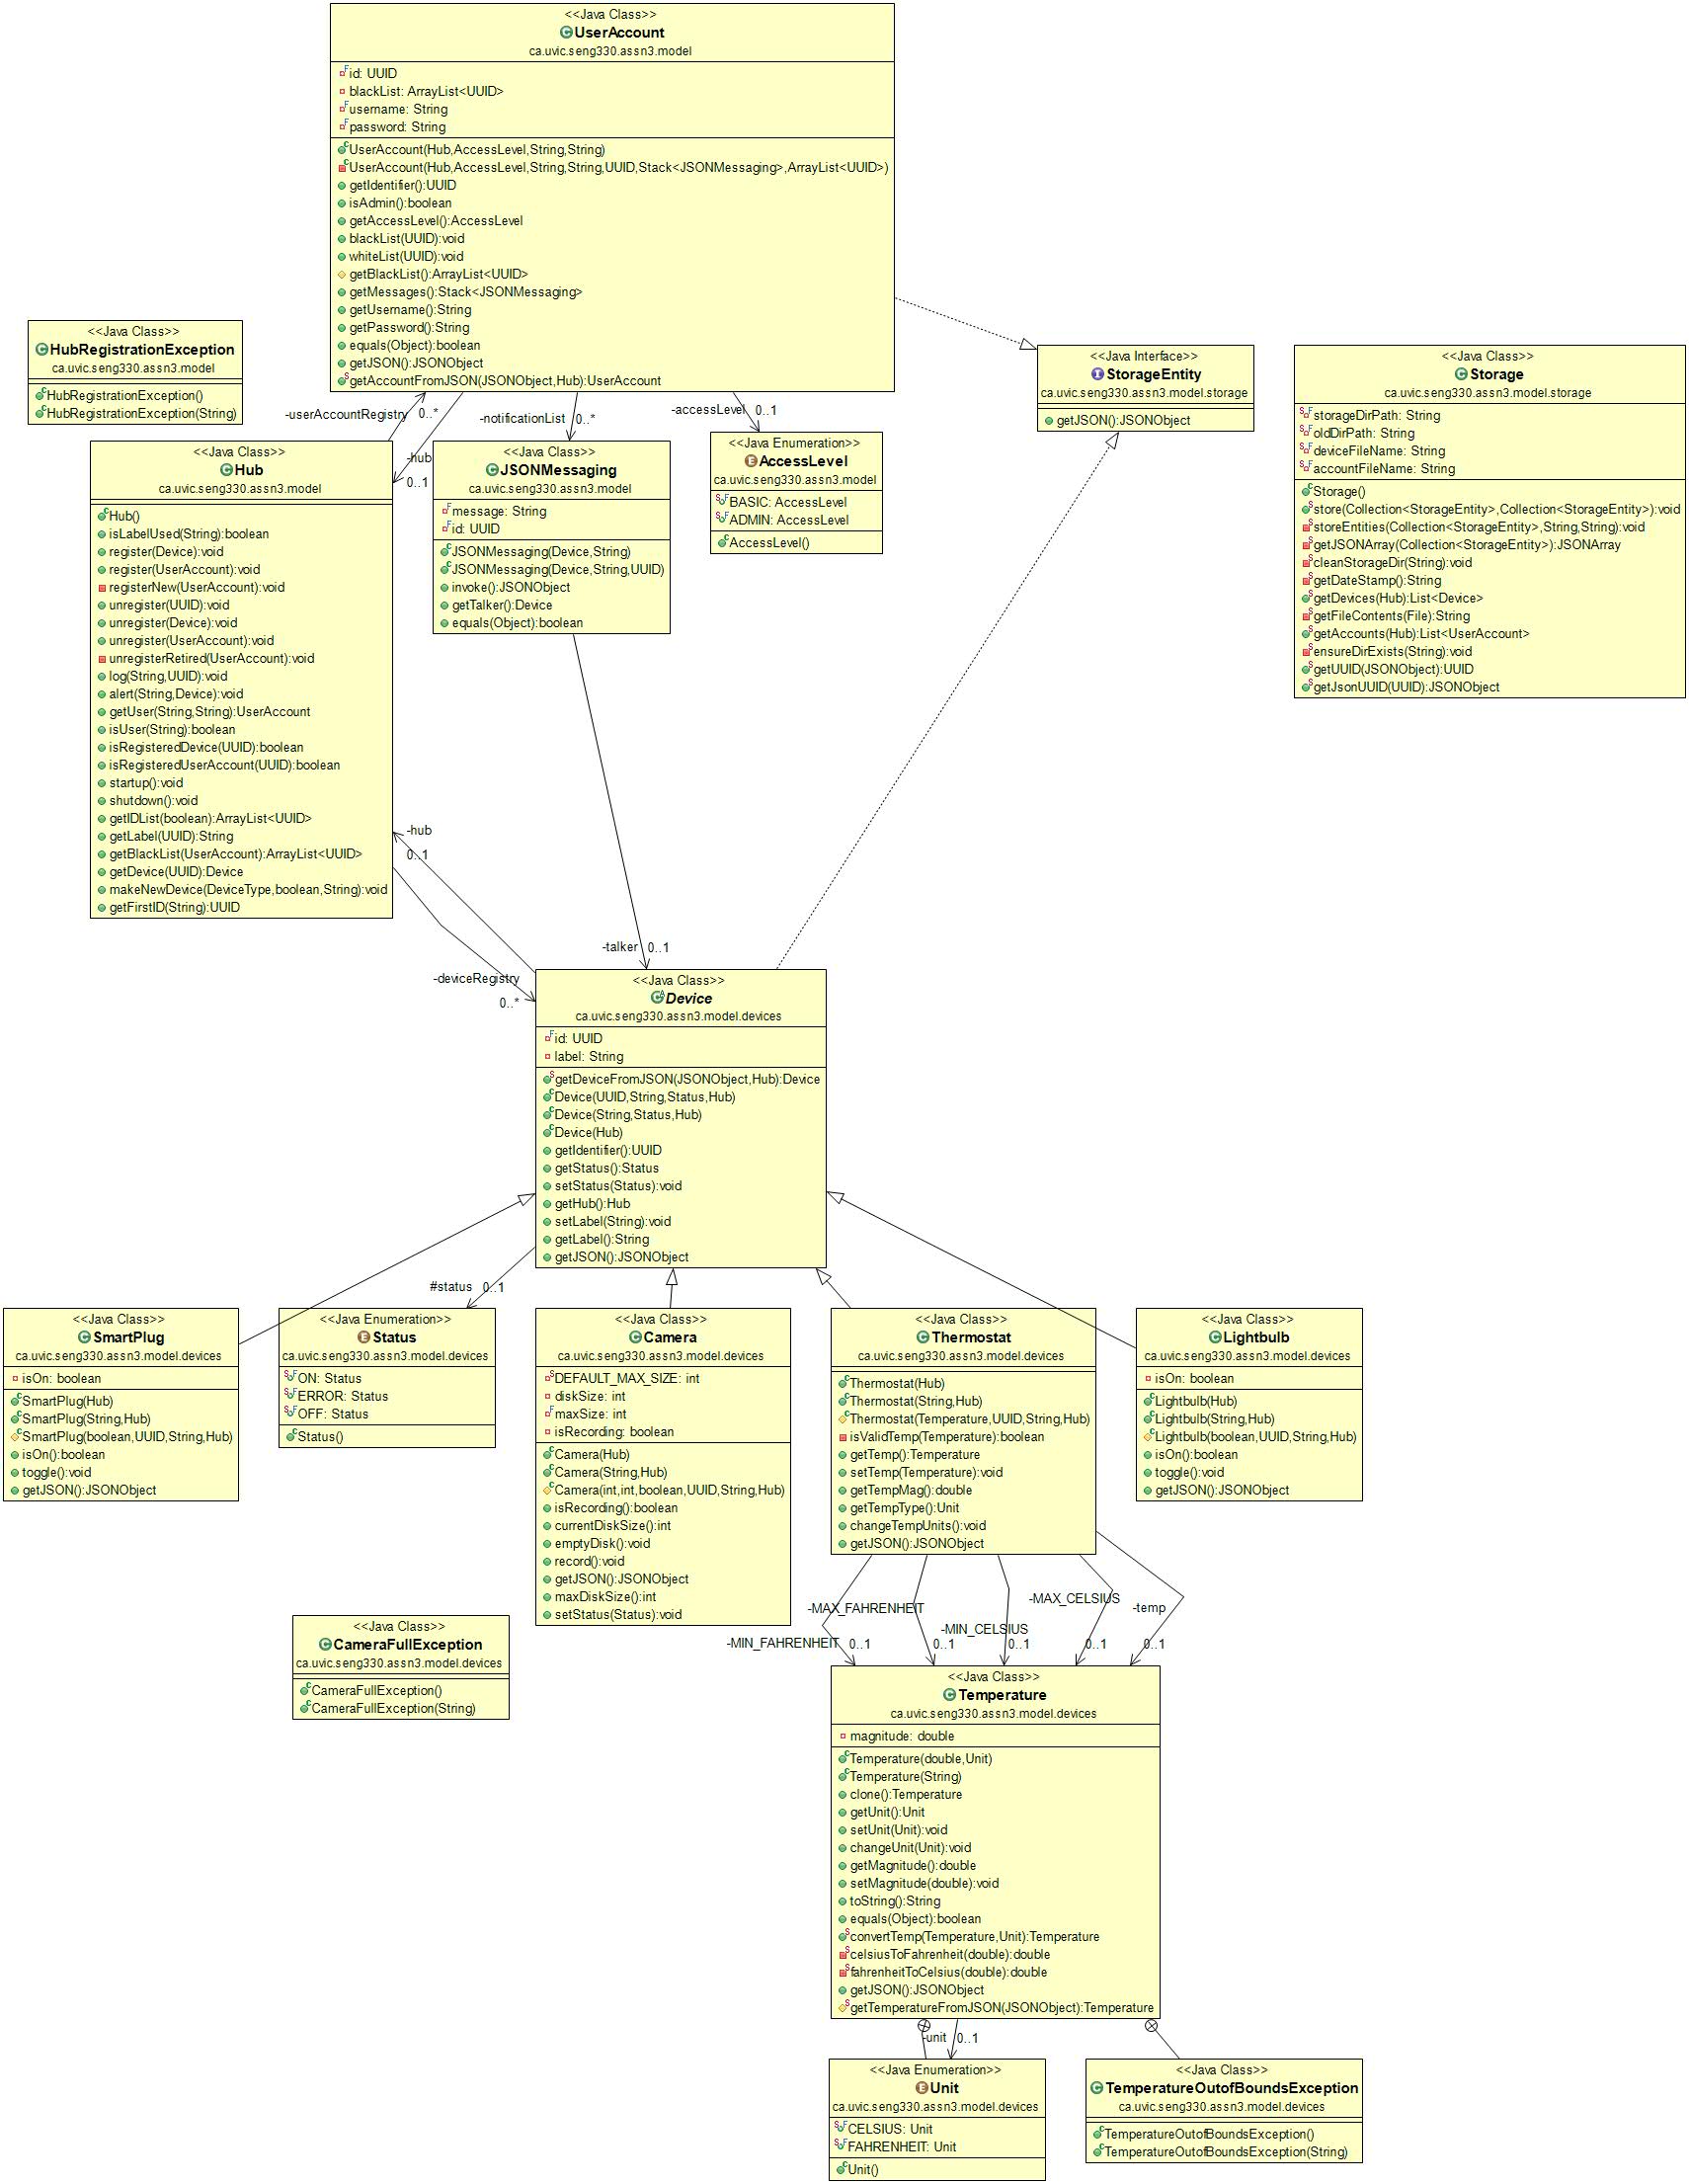 <<Java Class>>
UserAccount
ca.uvic.seng330.assn3.model
id: UUID
blackList: ArrayList<UUID>
username: String
password: String
UserAccount(Hub,AccessLevel,String,String)
UserAccount(Hub,AccessLevel,String,String,UUID,Stack<JSONMessaging>,ArrayList<UUID>)
getIdentifier():UUID
isAdmin():boolean
getAccessLevel():AccessLevel
blackList(UUID):void
whiteList(UUID):void
getBlackList():ArrayList<UUID>
getMessages():Stack<JSONMessaging>
getUsername():String
getPassword():String
equals(Object):boolean
getJSON():JSONObject
getAccountFromJSON(JSONObject,Hub):UserAccount
<<Java Class>>
HubRegistrationException
ca.uvic.seng330.assn3.model
HubRegistrationException()
HubRegistrationException(String)
<<Java Interface>>
StorageEntity
ca.uvic.seng330.assn3.model.storage
getJSON():JSONObject
<<Java Class>>
Storage
ca.uvic.seng330.assn3.model.storage
storageDirPath: String
oldDirPath: String
deviceFileName: String
accountFileName: String
Storage()
store(Collection<StorageEntity>,Collection<StorageEntity>):void
storeEntities(Collection<StorageEntity>,String,String):void
getJSONArray(Collection<StorageEntity>):JSONArray
cleanStorageDir(String):void
getDateStamp():String
getDevices(Hub):List<Device>
getFileContents(File):String
getAccounts(Hub):List<UserAccount>
ensureDirExists(String):void
getUUID(JSONObject):UUID
getJsonUUID(UUID):JSONObject
-userAccountRegistry 0..*
-hub
0..1
-notificationList 0..*
-accessLevel 0..1
<<Java Class>>
Hub
ca.uvic.seng330.assn3.model
Hub()
isLabelUsed(String):boolean
register(Device):void
register(UserAccount):void
registerNew(UserAccount):void
unregister(UUID):void
unregister(Device):void
unregister(UserAccount):void
unregisterRetired(UserAccount):void
log(String,UUID):void
alert(String,Device):void
getUser(String,String):UserAccount
isUser(String):boolean
isRegisteredDevice(UUID):boolean
isRegisteredUserAccount(UUID):boolean
startup():void
shutdown():void
getIDList(boolean):ArrayList<UUID>
getLabel(UUID):String
getBlackList(UserAccount):ArrayList<UUID>
getDevice(UUID):Device
makeNewDevice(DeviceType,boolean,String):void
getFirstID(String):UUID
<<Java Class>>
JSONMessaging
ca.uvic.seng330.assn3.model
message: String
id: UUID
JSONMessaging(Device,String)
JSONMessaging(Device,String,UUID)
invoke():JSONObject
getTalker():Device
equals(Object):boolean
<<Java Enumeration>>
AccessLevel
ca.uvic.seng330.assn3.model
BASIC: AccessLevel
ADMIN: AccessLevel
AccessLevel()
-hub
0..1
-talker 0..1
-deviceRegistry
0..*
<<Java Class>>
Device
ca.uvic.seng330.assn3.model.devices
id: UUID
label: String
getDeviceFromJSON(JSONObject,Hub):Device
Device(UUID,String,Status,Hub)
Device(String,Status,Hub)
Device(Hub)
getIdentifier():UUID
getStatus():Status
setStatus(Status):void
getHub():Hub
setLabel(String):void
getLabel():String
getJSON():JSONObject
#status 0..1
<<Java Class>>
SmartPlug
ca.uvic.seng330.assn3.model.devices
isOn: boolean
SmartPlug(Hub)
SmartPlug(String,Hub)
SmartPlug(boolean,UUID,String,Hub)
isOn():boolean
toggle():void
getJSON():JSONObject
<<Java Enumeration>>
Status
ca.uvic.seng330.assn3.model.devices
ON: Status
ERROR: Status
OFF: Status
Status()
<<Java Class>>
Camera
ca.uvic.seng330.assn3.model.devices
DEFAULT_MAX_SIZE: int
diskSize: int
maxSize: int
isRecording: boolean
Camera(Hub)
Camera(String,Hub)
Camera(int,int,boolean,UUID,String,Hub)
isRecording():boolean
currentDiskSize():int
emptyDisk():void
record():void
getJSON():JSONObject
maxDiskSize():int
setStatus(Status):void
<<Java Class>>
Thermostat
ca.uvic.seng330.assn3.model.devices
Thermostat(Hub)
Thermostat(String,Hub)
Thermostat(Temperature,UUID,String,Hub)
isValidTemp(Temperature):boolean
getTemp():Temperature
setTemp(Temperature):void
getTempMag():double
getTempType():Unit
changeTempUnits():void
getJSON():JSONObject
<<Java Class>>
Lightbulb
ca.uvic.seng330.assn3.model.devices
isOn: boolean
Lightbulb(Hub)
Lightbulb(String,Hub)
Lightbulb(boolean,UUID,String,Hub)
isOn():boolean
toggle():void
getJSON():JSONObject
<<Java Class>>
CameraFullException
ca.uvic.seng330.assn3.model.devices
CameraFullException()
CameraFullException(String)
-MAX_FAHRENHEIT
-MAX_CELSIUS
-temp
-MIN_CELSIUS
-MIN_FAHRENHEIT 0..1 0..1 0..1 0..1 0..1
<<Java Class>>
Temperature
ca.uvic.seng330.assn3.model.devices
magnitude: double
Temperature(double,Unit)
Temperature(String)
clone():Temperature
getUnit():Unit
setUnit(Unit):void
changeUnit(Unit):void
getMagnitude():double
setMagnitude(double):void
toString():String
equals(Object):boolean
convertTemp(Temperature,Unit):Temperature
celsiusToFahrenheit(double):double
fahrenheitToCelsius(double):double
getJSON():JSONObject
getTemperatureFromJSON(JSONObject):Temperature
-unit 0..1
<<Java Enumeration>>
Unit
ca.uvic.seng330.assn3.model.devices
CELSIUS: Unit
FAHRENHEIT: Unit
Unit()
<<Java Class>>
TemperatureOutofBoundsException
ca.uvic.seng330.assn3.model.devices
TemperatureOutofBoundsException()
TemperatureOutofBoundsException(String)